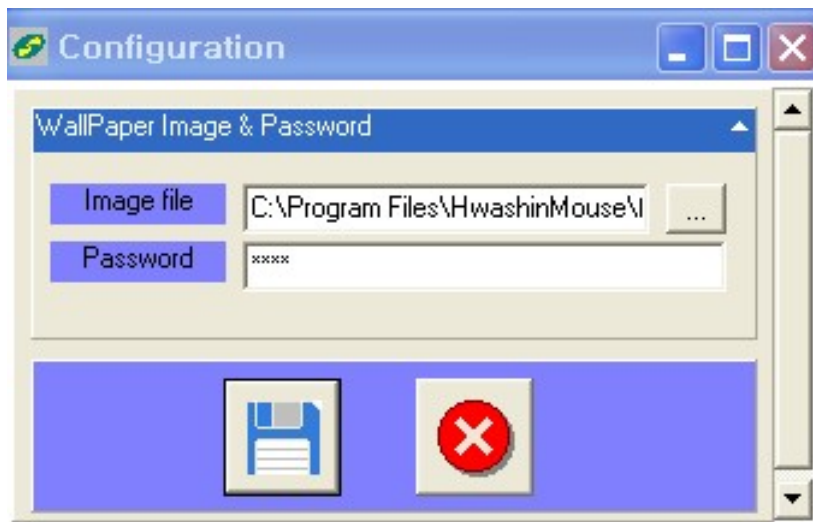 Configuration
WallPaper Image & Password
Image file C:\Program Files\HwashinMouse\I ...
Password ****